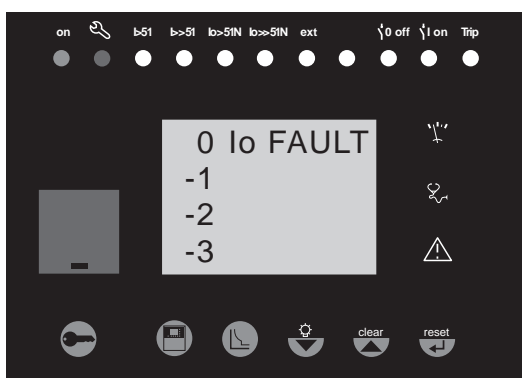 on I>51 I>>51 Io>51N Io>>51N ext 0 off I on Trip
0 Io FAULT
-1
-2
-3
clear reset